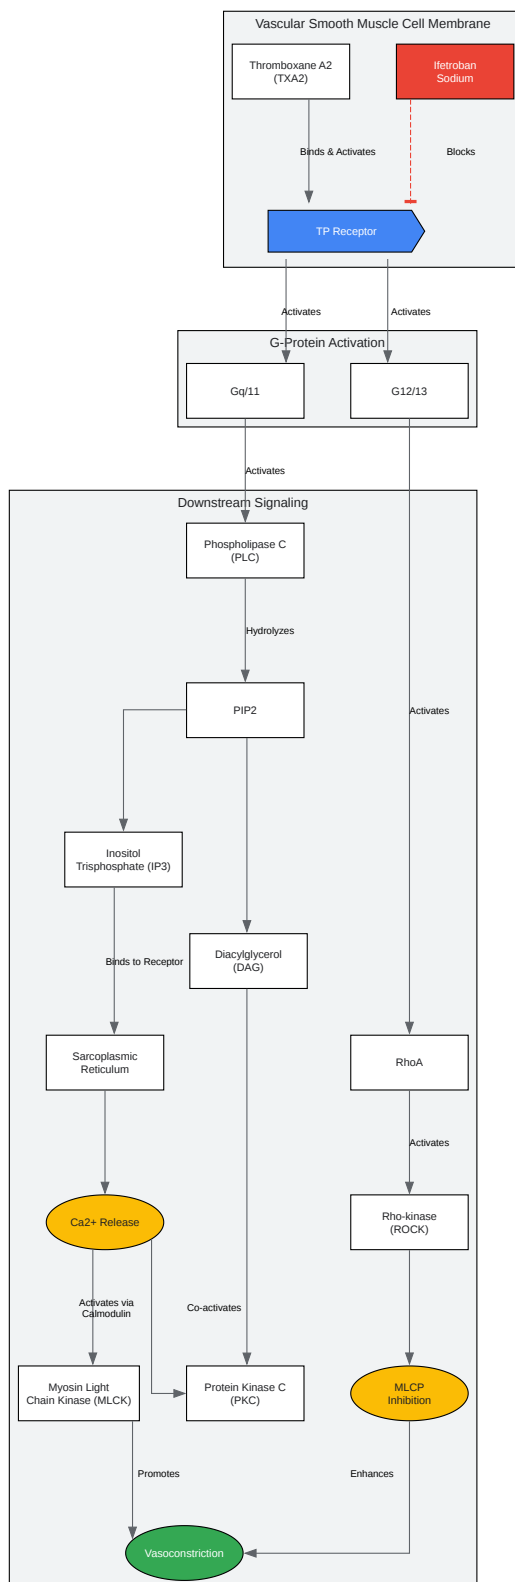 Vascular Smooth Muscle Cell Membrane
Thromboxane A2
(TXA2)
Ifetroban
Sodium
Binds & Activates
Blocks
TP Receptor
Activates
Activates
G-Protein Activation
Gq/11
G12/13
Activates
Downstream Signaling
Phospholipase C
(PLC)
Hydrolyzes
PIP2
Activates
Inositol
Trisphosphate (IP3)
Binds to Receptor
Diacylglycerol
(DAG)
Sarcoplasmic
Reticulum
RhoA
Activates
Ca2+ Release
Rho-kinase
(ROCK)
Activates via
Calmodulin
Co-activates
Myosin Light
Chain Kinase (MLCK)
Protein Kinase C
(PKC)
MLCP
Inhibition
Promotes
Enhances
Vasoconstriction